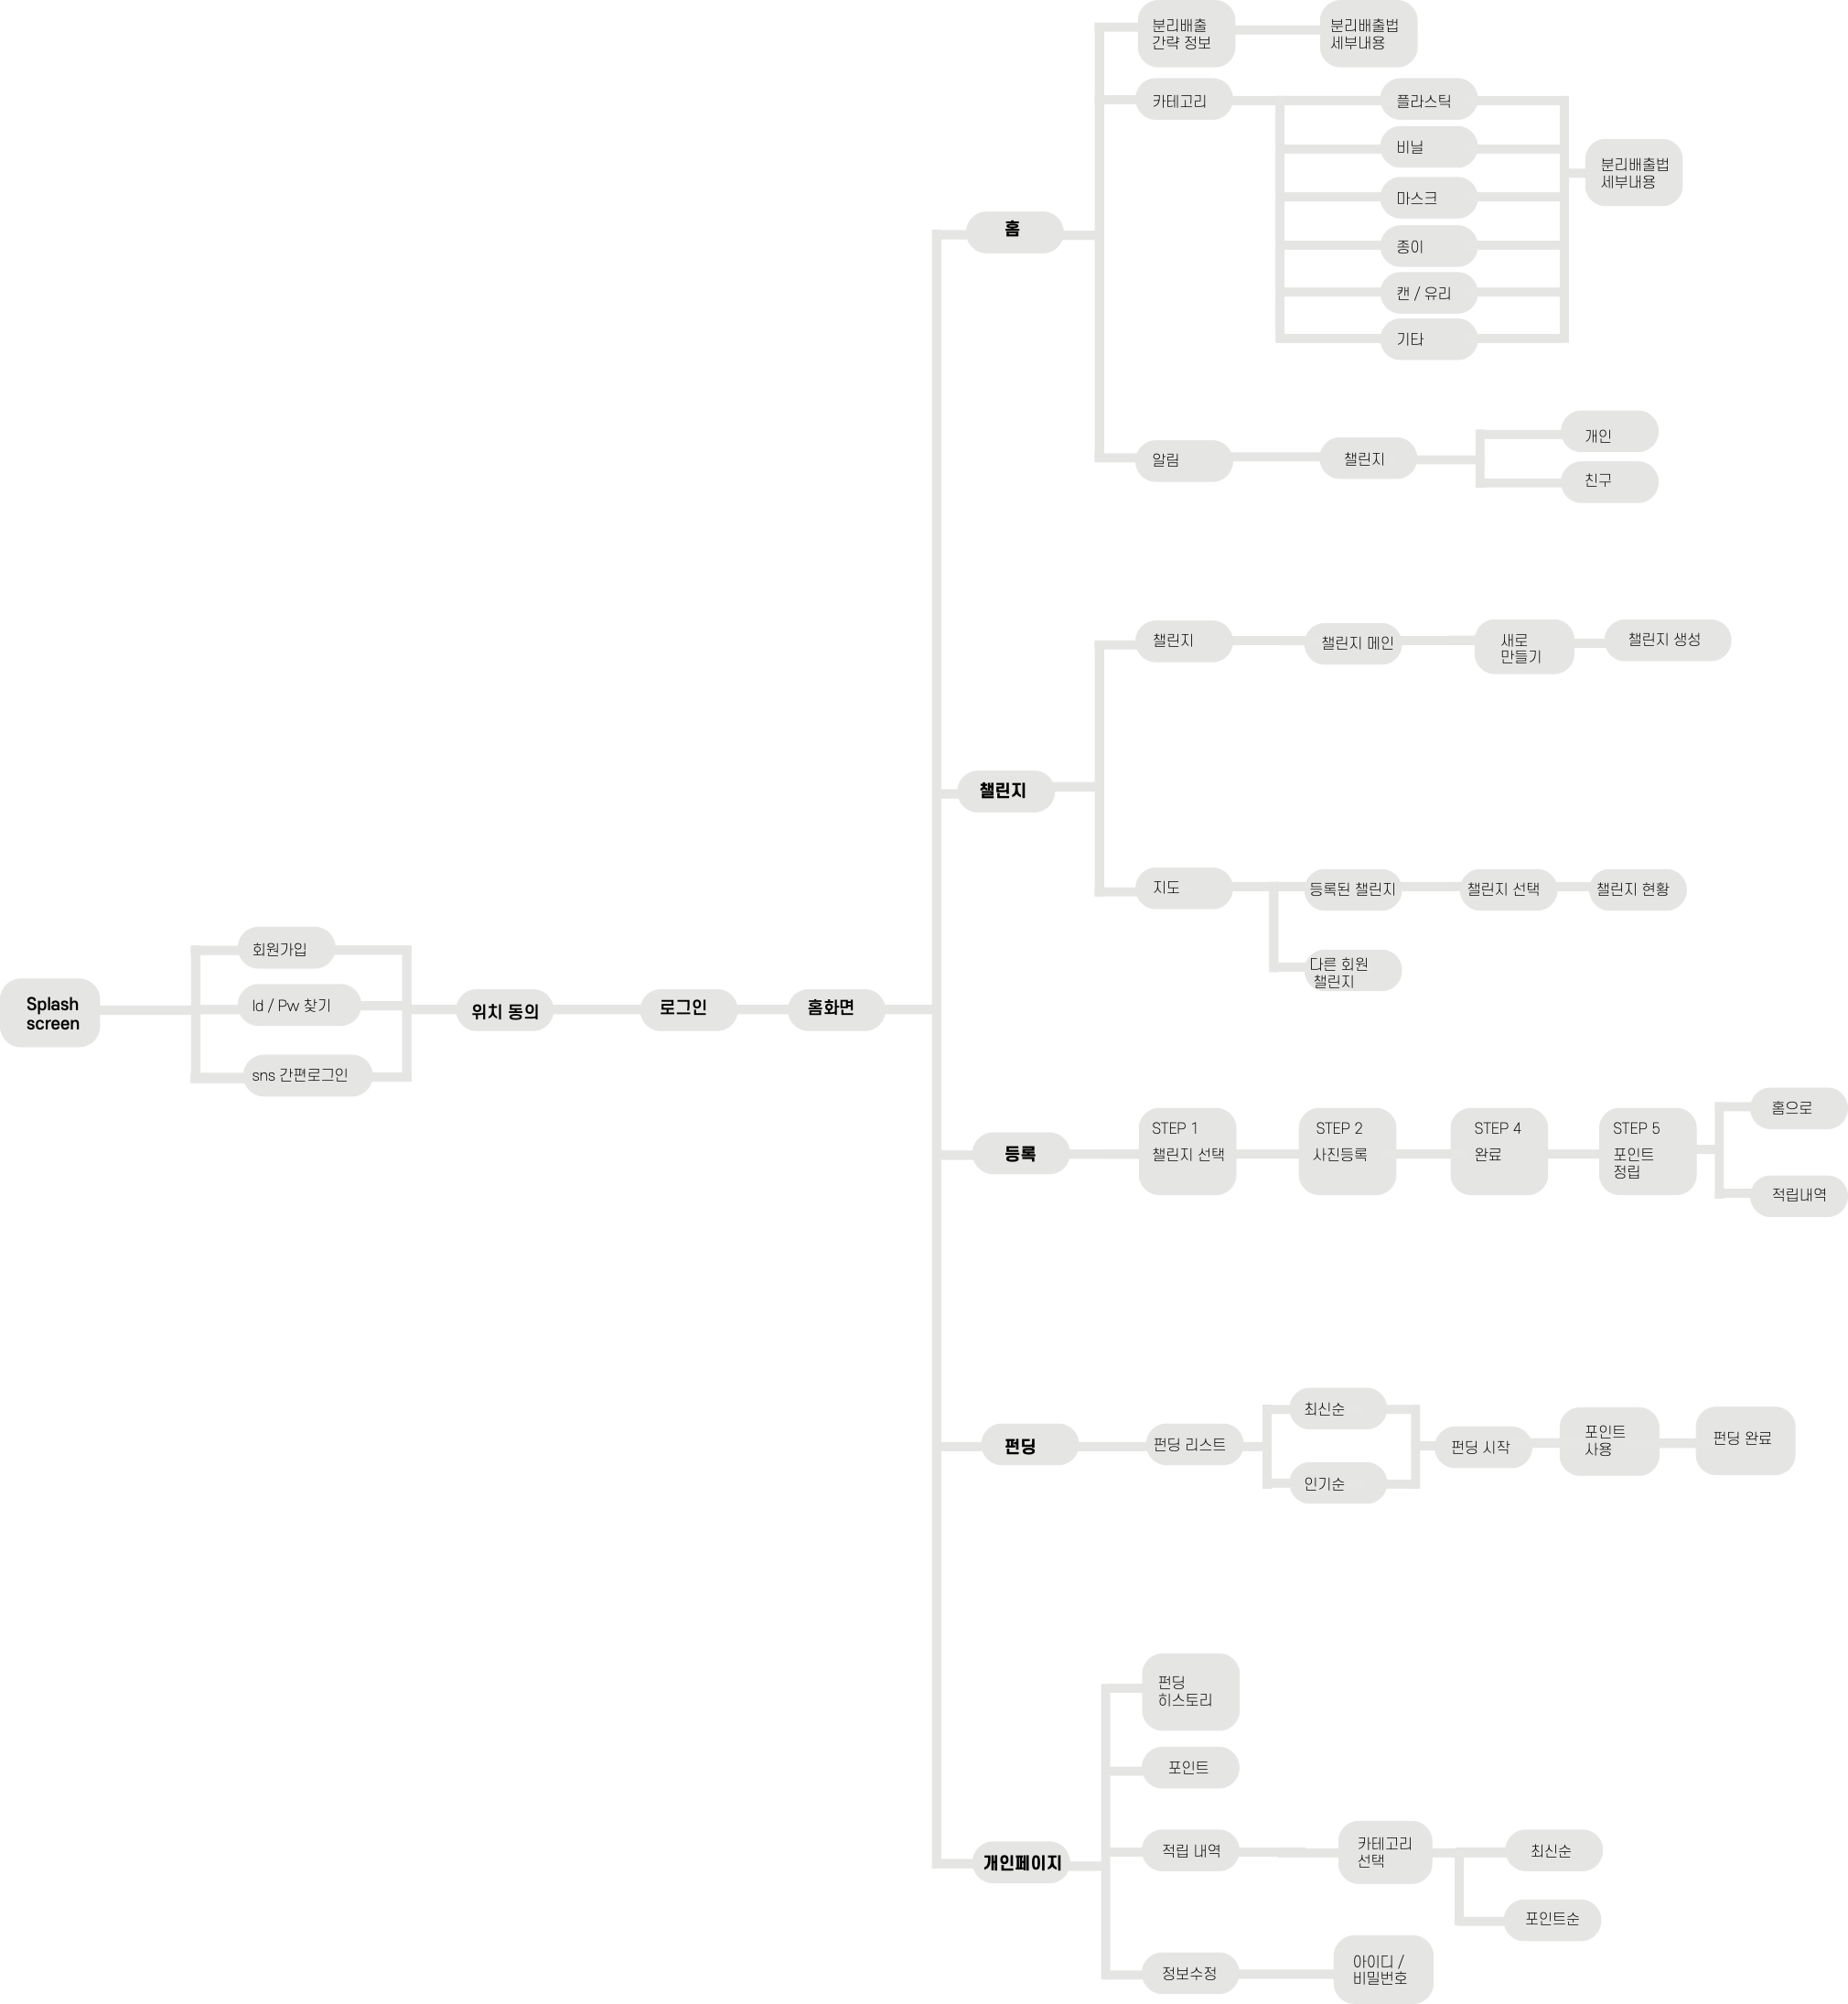 Splash
screen
회원가입
Id / Pw 찾기
sns 간편로그인
위치 동의
로그인
홈화면
홈
분리배출
간략 정보
분리배출법
세부내용
카테고리
플라스틱
비닐
마스크
종이
캔 / 유리
기타
분리배출법
세부내용
알림
챌린지
개인
친구
챌린지
챌린지
챌린지 메인
새로
만들기
챌린지 생성
지도
등록된 챌린지
챌린지 선택
챌린지 현황
다른 회원
챌린지
등록
STEP 1
챌린지 선택
STEP 2
사진등록
STEP 4
완료
STEP 5
포인트
정립
홈으로
적립내역
펀딩
펀딩 리스트
최신순
인기순
펀딩 시작
포인트
사용
펀딩 완료
개인페이지
펀딩
히스토리
포인트
적립 내역
카테고리
선택
최신순
포인트순
정보수정
아이디 /
비밀번호